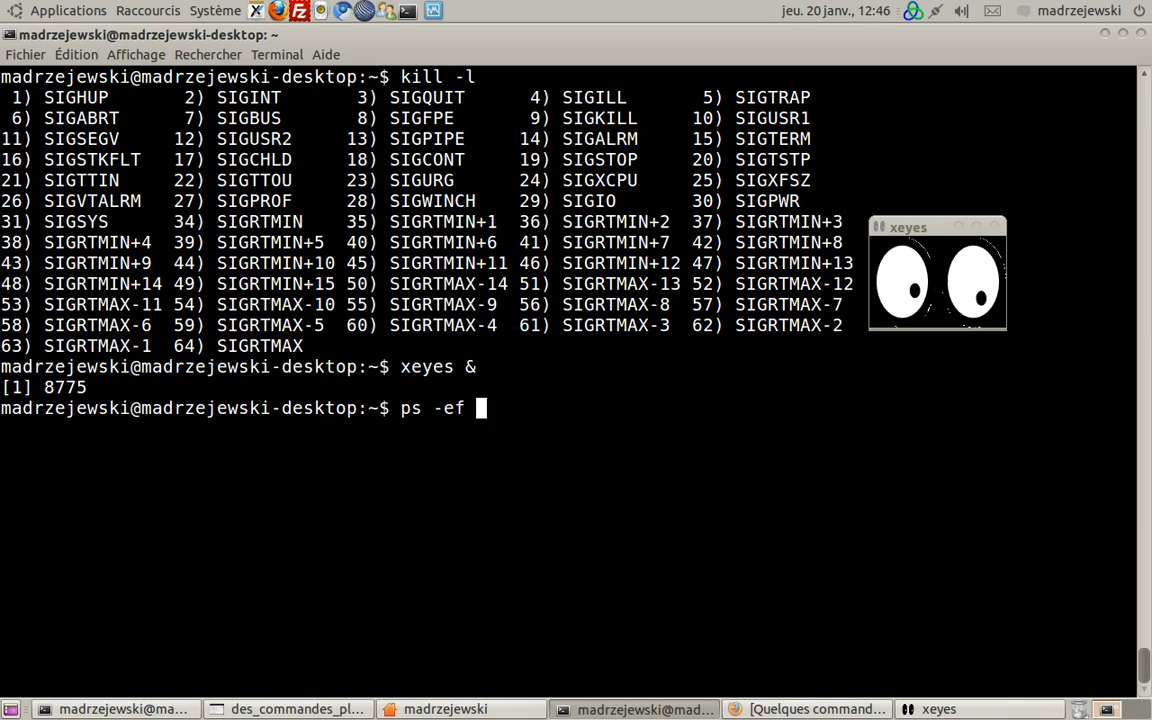 Applications Raccourcis Système jeu. 20 janv., 12:46 madrzejewski
madrzejewski@madrzejewski-desktop: ~
Fichier Édition Affichage Rechercher Terminal Aide
madrzejewski@madrzejewski-desktop:~$ kill -l
1) SIGHUP 2) SIGINT 3) SIGQUIT 4) SIGILL 5) SIGTRAP
6) SIGABRT 7) SIGBUS 8) SIGFPE 9) SIGKILL 10) SIGUSR1
11) SIGSEGV 12) SIGUSR2 13) SIGPIPE 14) SIGALRM 15) SIGTERM
16) SIGSTKFLT 17) SIGCHLD 18) SIGCONT 19) SIGSTOP 20) SIGTSTP
21) SIGTTIN 22) SIGTTOU 23) SIGURG 24) SIGXCPU 25) SIGXFSZ
26) SIGVTALRM 27) SIGPROF 28) SIGWINCH 29) SIGIO 30) SIGPWR
31) SIGSYS 34) SIGRTMIN 35) SIGRTMIN+1 36) SIGRTMIN+2 37) SIGRTMIN+3
38) SIGRTMIN+4 39) SIGRTMIN+5 40) SIGRTMIN+6 41) SIGRTMIN+7 42) SIGRTMIN+8
43) SIGRTMIN+9 44) SIGRTMIN+10 45) SIGRTMIN+11 46) SIGRTMIN+12 47) SIGRTMIN+13
48) SIGRTMIN+14 49) SIGRTMIN+15 50) SIGRTMAX-14 51) SIGRTMAX-13 52) SIGRTMAX-12
53) SIGRTMAX-11 54) SIGRTMAX-10 55) SIGRTMAX-9 56) SIGRTMAX-8 57) SIGRTMAX-7
58) SIGRTMAX-6 59) SIGRTMAX-5 60) SIGRTMAX-4 61) SIGRTMAX-3 62) SIGRTMAX-2
63) SIGRTMAX-1 64) SIGRTMAX
madrzejewski@madrzejewski-desktop:~$ xeyes &
[1] 8775
madrzejewski@madrzejewski-desktop:~$ ps -ef
xeyes
madrzejewski@ma... des_commandes_pl... madrzejewski madrzejewski@mad... [Quelques command... xeyes